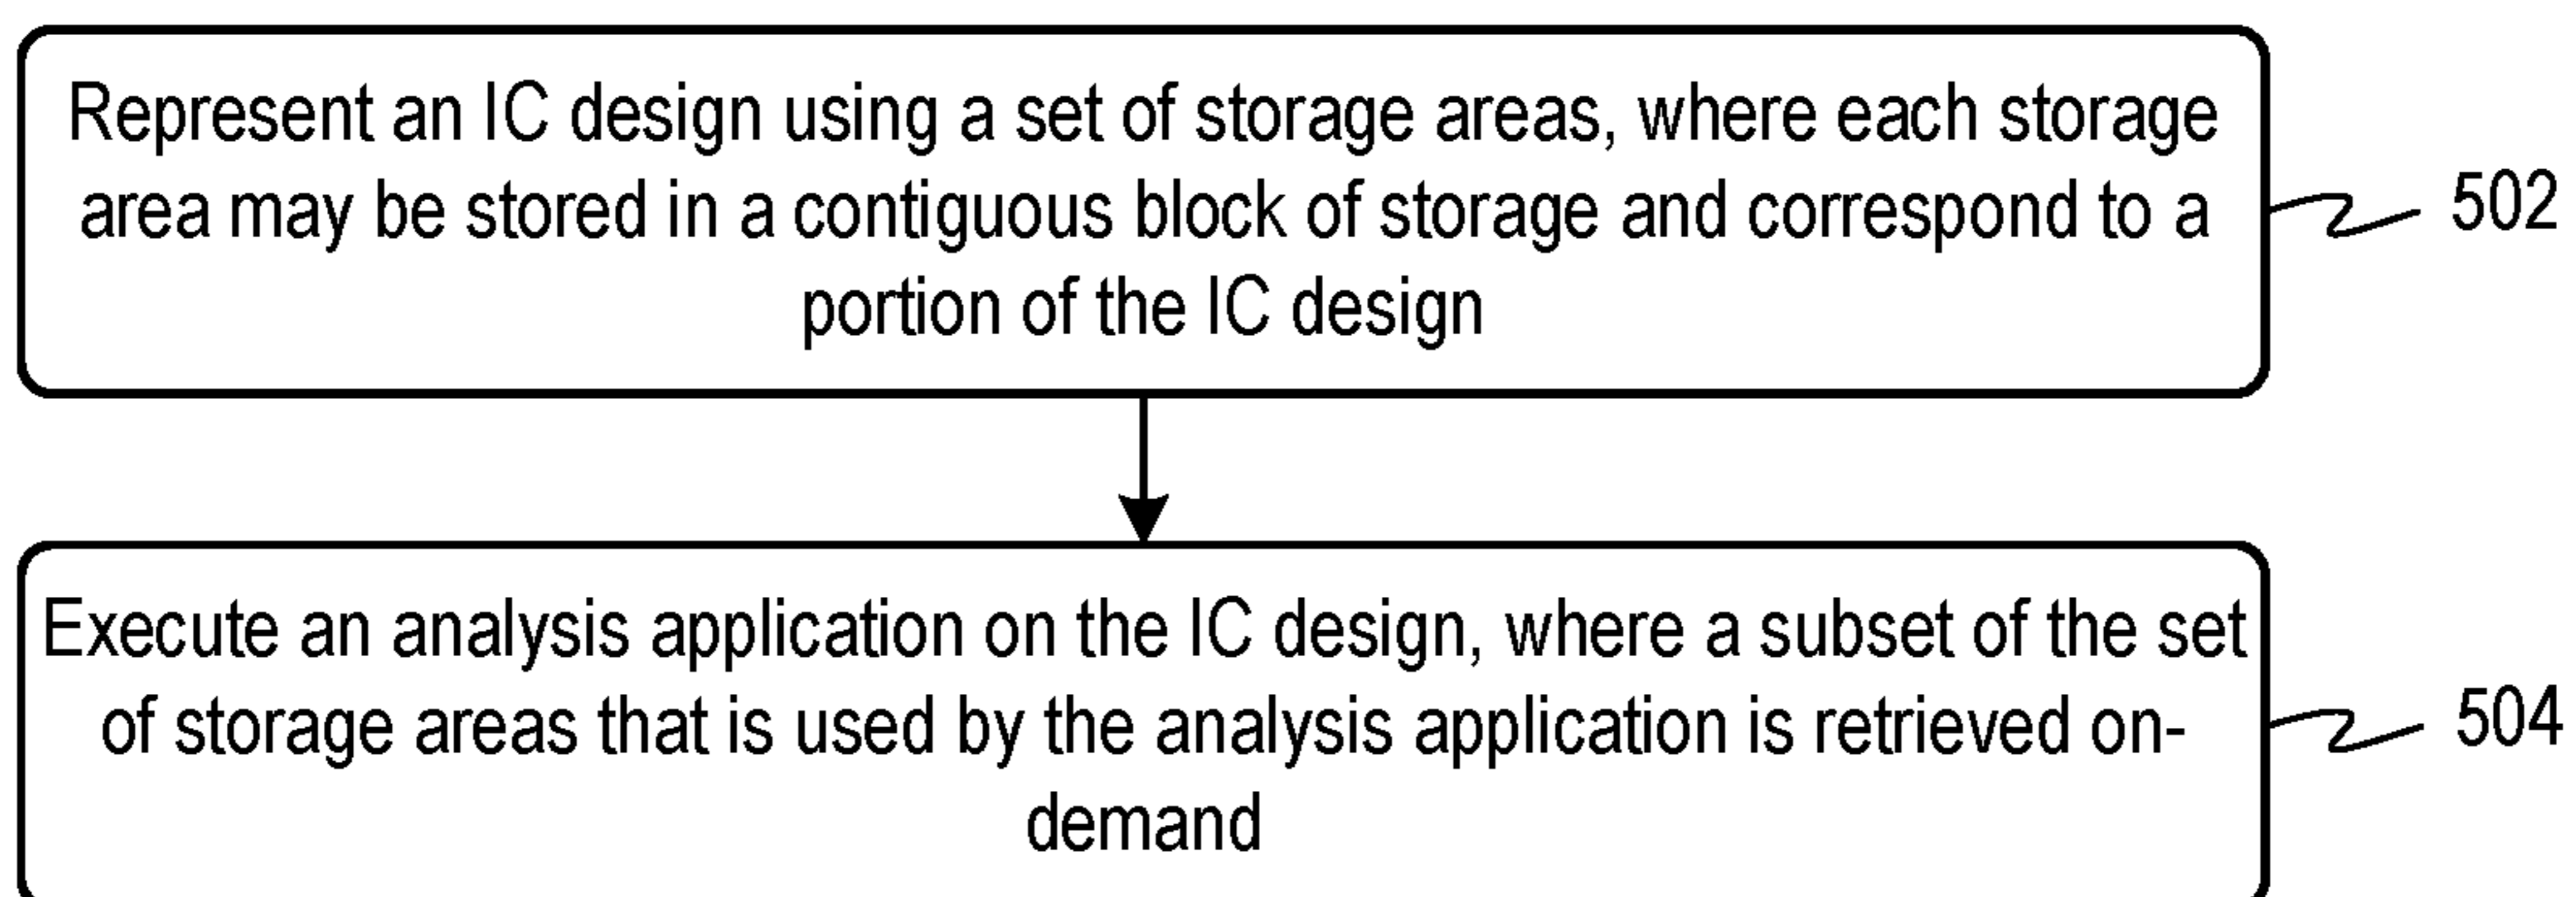 Represent an IC design using a set of storage areas, where each storage
area may be stored in a contiguous block of storage and correspond to a
portion of the IC design
502
Execute an analysis application on the IC design, where a subset of the set
of storage areas that is used by the analysis application is retrieved on-
demand
504